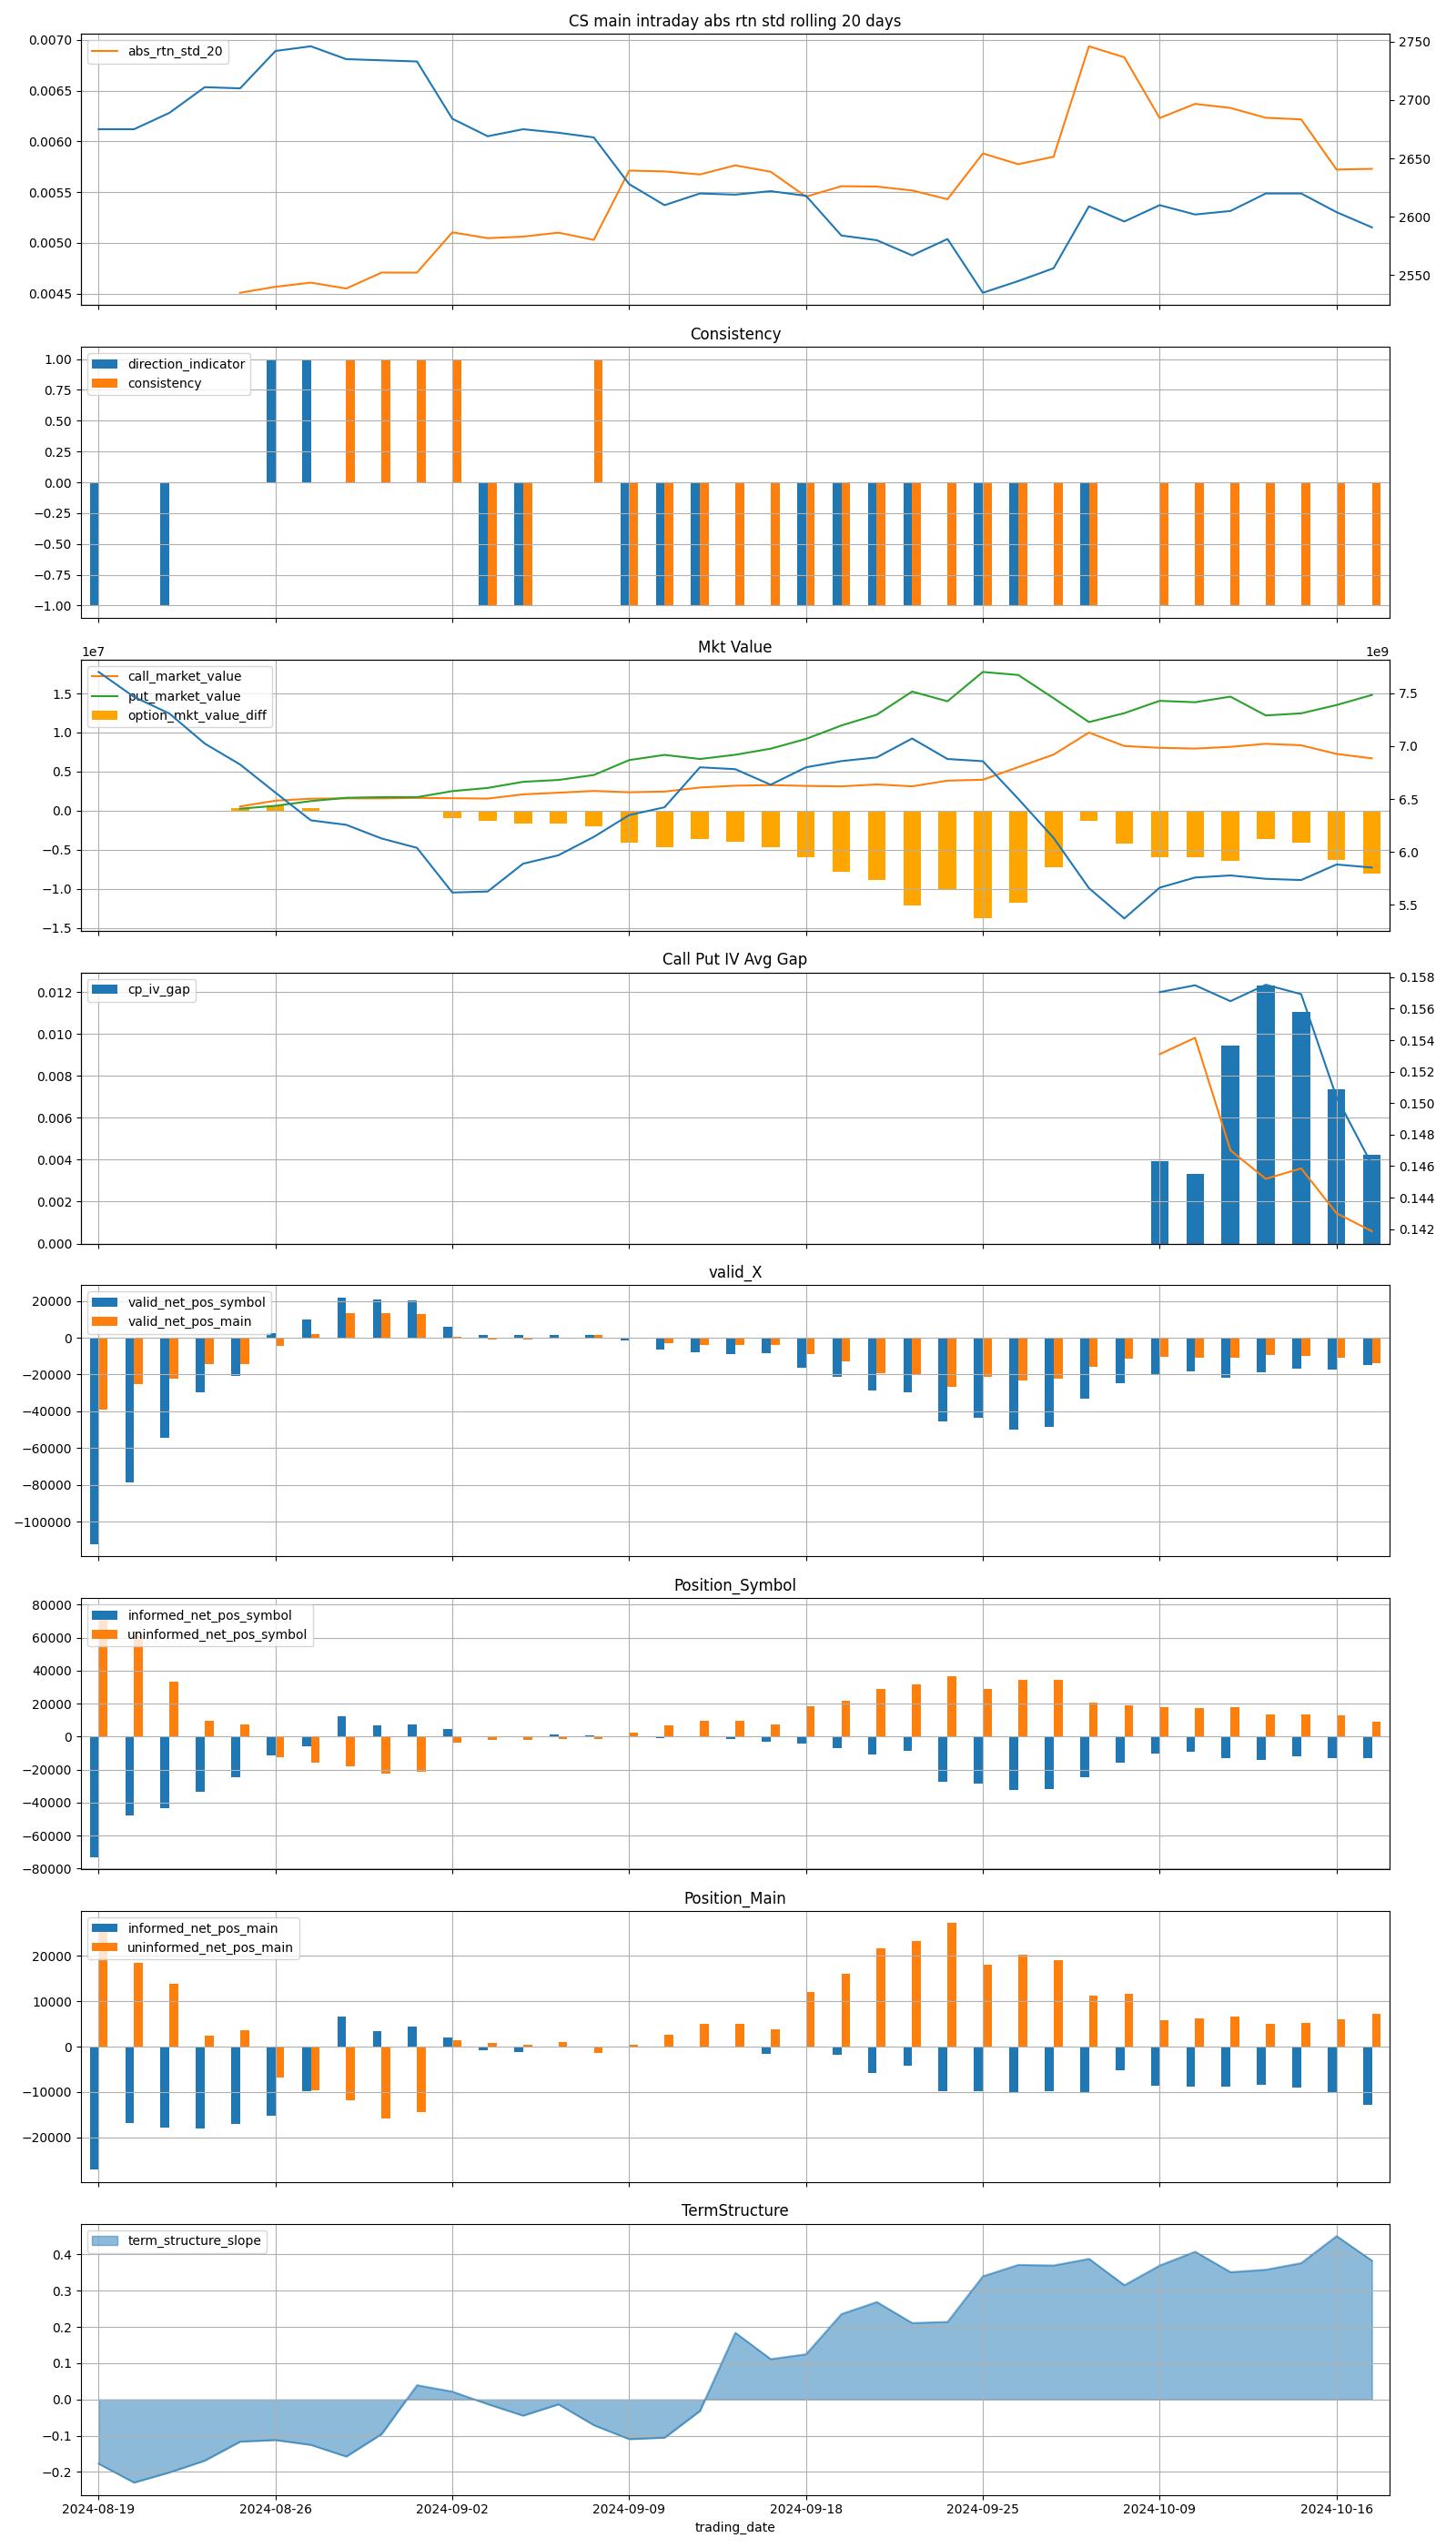 CS main intraday abs rtn std rolling 20 days
abs_rtn_std_20
0.0070
0.0065
0.0060
0.0055
0.0050
0.0045
2750
2700
2650
2600
2550
Consistency
direction_indicator
consistency
1.00
0.75
0.50
0.25
0.00
−0.25
−0.50
−0.75
−1.00
Mkt Value
1e7
1e9
call_market_value
put_market_value
option_mkt_value_diff
1.5
1.0
0.5
0.0
−0.5
−1.0
−1.5
7.5
7.0
6.5
6.0
5.5
Call Put IV Avg Gap
cp_iv_gap
0.012
0.010
0.008
0.006
0.004
0.002
0.000
0.158
0.156
0.154
0.152
0.150
0.148
0.146
0.144
0.142
valid_X
valid_net_pos_symbol
valid_net_pos_main
20000
0
−20000
−40000
−60000
−80000
−100000
Position_Symbol
informed_net_pos_symbol
uninformed_net_pos_symbol
80000
60000
40000
20000
0
−20000
−40000
−60000
−80000
Position_Main
informed_net_pos_main
uninformed_net_pos_main
20000
10000
0
−10000
−20000
TermStructure
term_structure_slope
0.4
0.3
0.2
0.1
0.0
−0.1
−0.2
2024-08-19 2024-08-26 2024-09-02 2024-09-09 2024-09-18 2024-09-25 2024-10-09 2024-10-16
trading_date